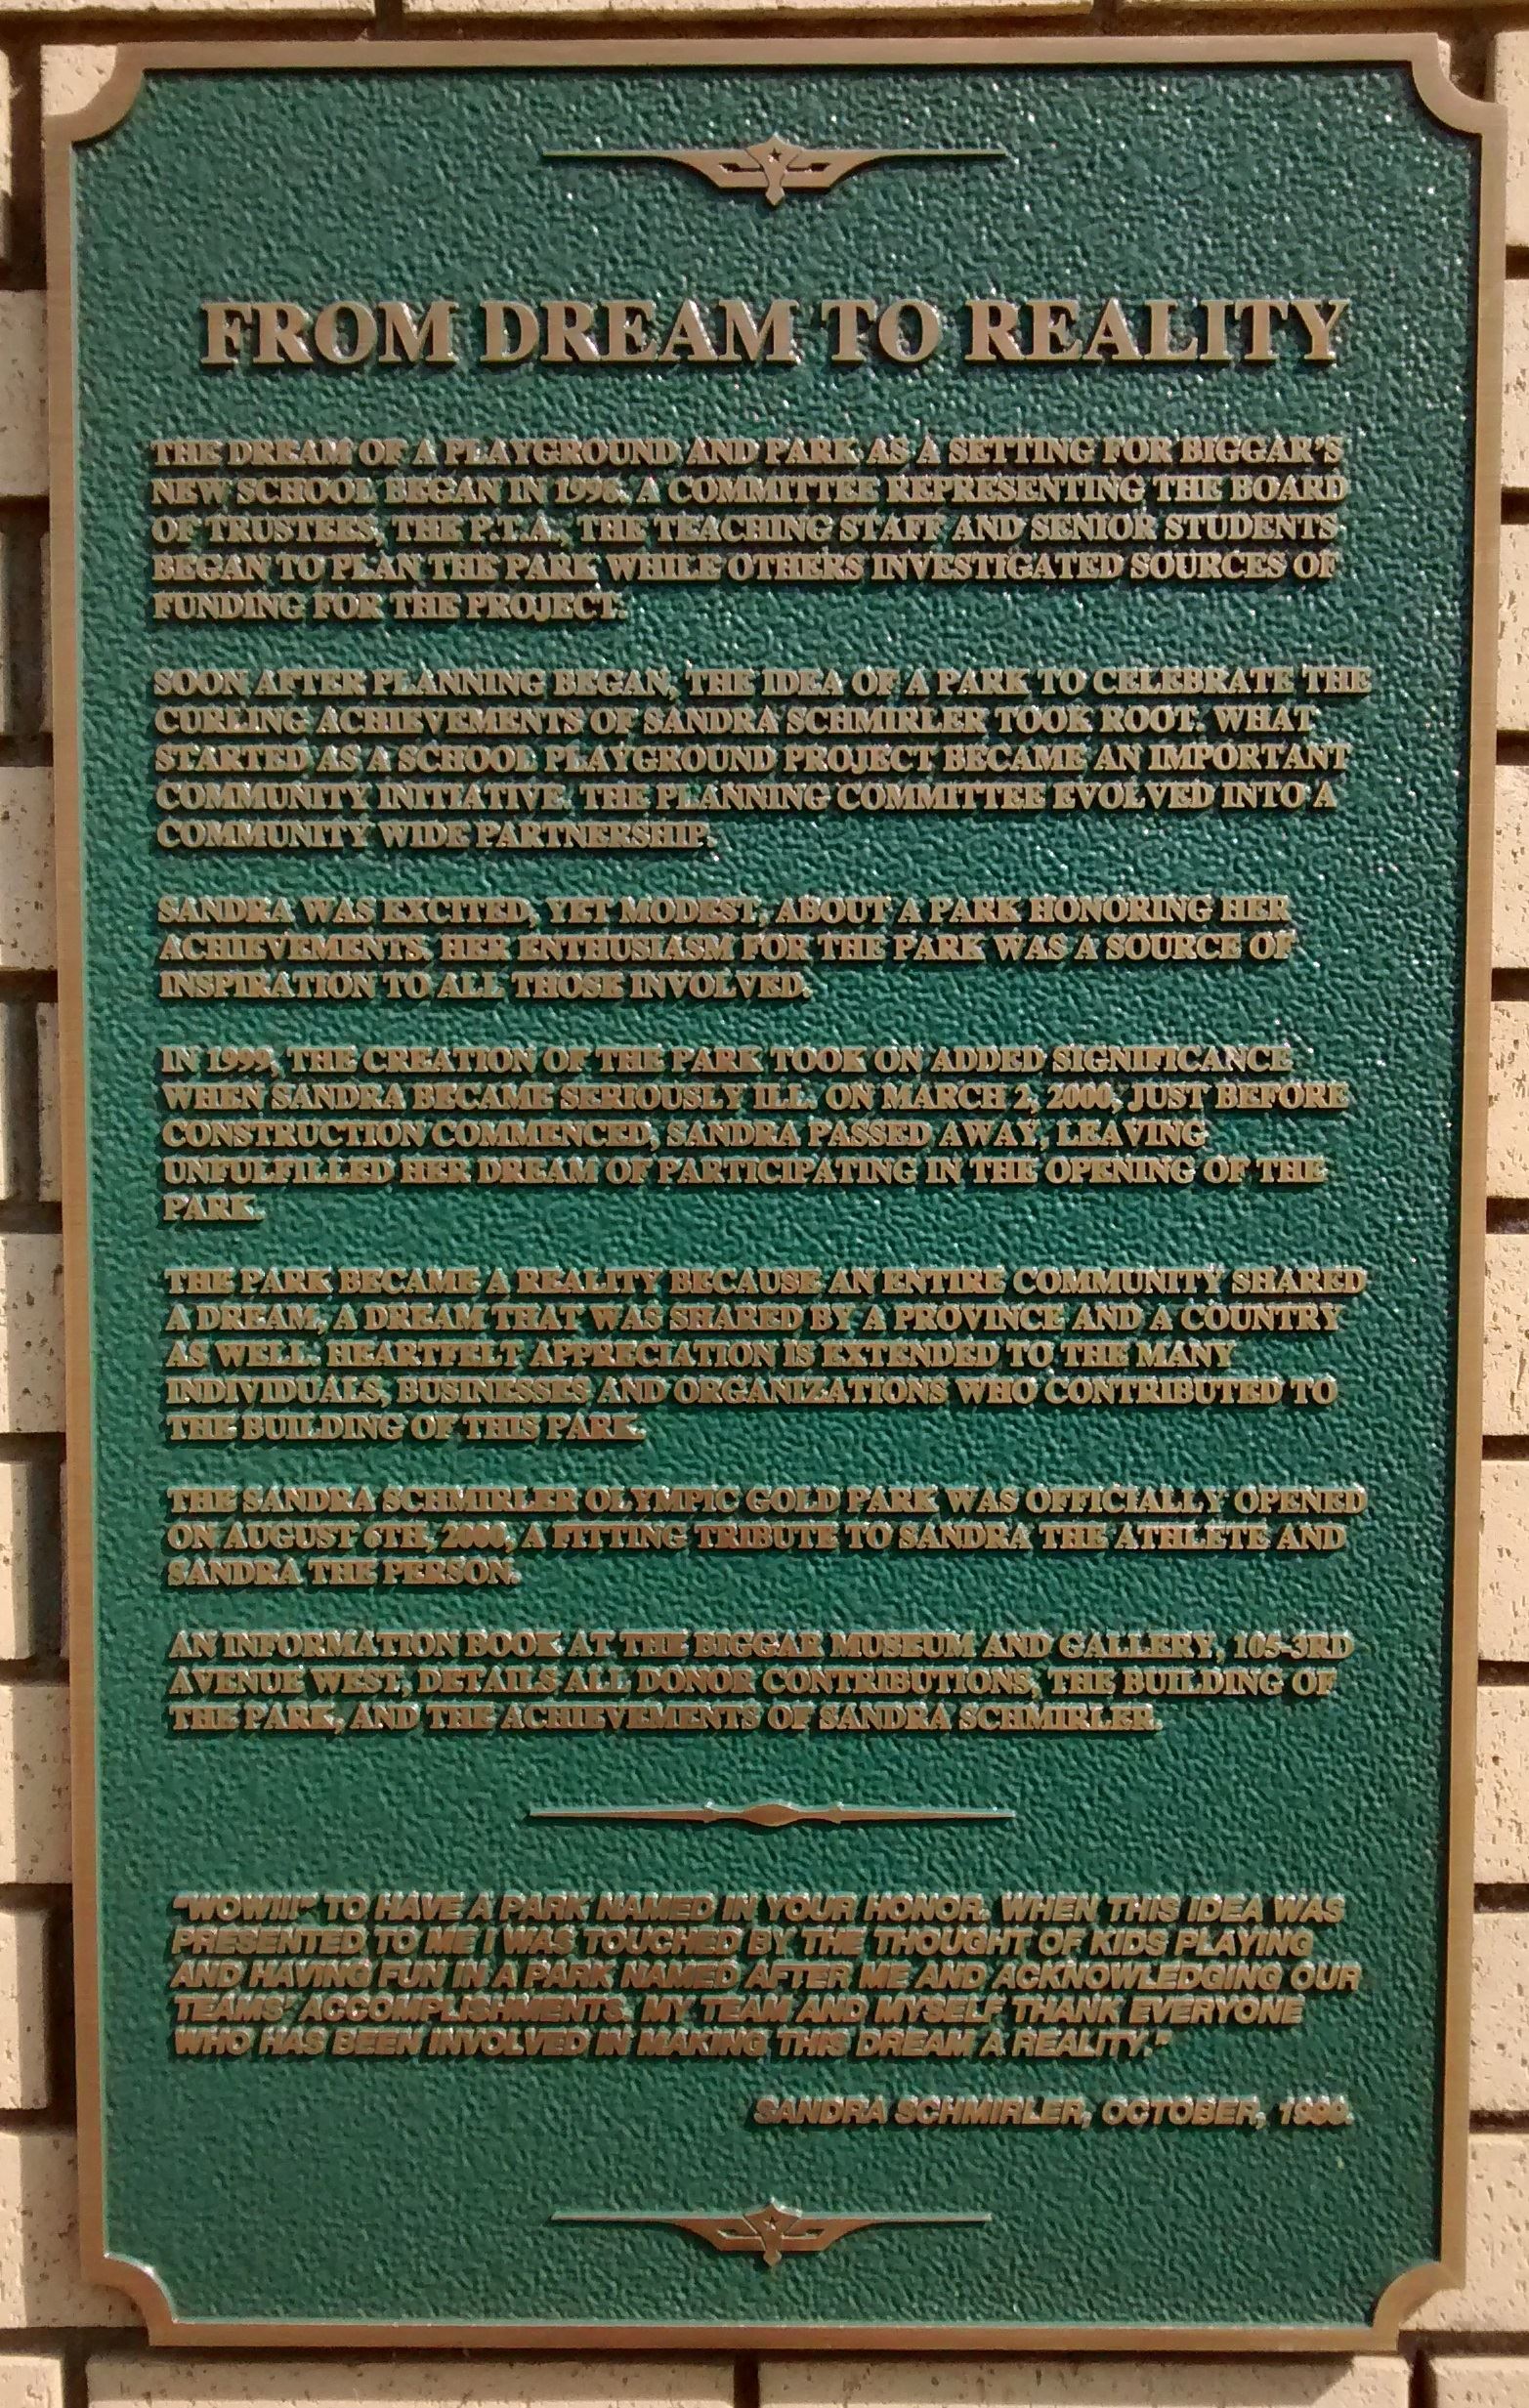 FROM DREAM TO REALITY
THE DREAM OF A PLAYGROUND AND PARK AS A SETTING FOR BIGGAR'S
NEW SCHOOL BEGAN IN 1996. A COMMITTEE REPRESENTING THE BOARD
OF TRUSTEES, THE P.T.A., THE TEACHING STAFF AND SENIOR STUDENTS
BEGAN TO PLAN THE PARK WHILE OTHERS INVESTIGATED SOURCES OF
FUNDING FOR THE PROJECT.
SOON AFTER PLANNING BEGAN, THE IDEA OF A PARK TO CELEBRATE THE
CURLING ACHIEVEMENTS OF SANDRA SCHMIRLER TOOK ROOT. WHAT
STARTED AS A SCHOOL PLAYGROUND PROJECT BECAME AN IMPORTANT
COMMUNITY INITIATIVE. THE PLANNING COMMITTEE EVOLVED INTO A
COMMUNITY WIDE PARTNERSHIP.
SANDRA WAS EXCITED, YET MODEST, ABOUT A PARK HONORING HER
ACHIEVEMENTS. HER ENTHUSIASM FOR THE PARK WAS A SOURCE OF
INSPIRATION TO ALL THOSE INVOLVED.
IN 1999, THE CREATION OF THE PARK TOOK ON ADDED SIGNIFICANCE
WHEN SANDRA BECAME SERIOUSLY ILL. ON MARCH 2, 2000, JUST BEFORE
CONSTRUCTION COMMENCED, SANDRA PASSED AWAY, LEAVING
UNFULFILLED HER DREAM OF PARTICIPATING IN THE OPENING OF THE
PARK.
THE PARK BECAME A REALITY BECAUSE AN ENTIRE COMMUNITY SHARED
A DREAM, A DREAM THAT WAS SHARED BY A PROVINCE AND A COUNTRY
AS WELL. HEARTFELT APPRECIATION IS EXTENDED TO THE MANY
INDIVIDUALS, BUSINESSES AND ORGANIZATIONS WHO CONTRIBUTED TO
THE BUILDING OF THIS PARK.
THE SANDRA SCHMIRLER OLYMPIC GOLD PARK WAS OFFICIALLY OPENED
ON AUGUST 6TH, 2000, A FITTING TRIBUTE TO SANDRA THE ATHLETE AND
SANDRA THE PERSON.
AN INFORMATION BOOK AT THE BIGGAR MUSEUM AND GALLERY, 105-3RD
AVENUE WEST, DETAILS ALL DONOR CONTRIBUTIONS, THE BUILDING OF
THE PARK, AND THE ACHIEVEMENTS OF SANDRA SCHMIRLER.
"WOW!!!" TO HAVE A PARK NAMED IN YOUR HONOR. WHEN THIS IDEA WAS
PRESENTED TO ME I WAS TOUCHED BY THE THOUGHT OF KIDS PLAYING
AND HAVING FUN IN A PARK NAMED AFTER ME AND ACKNOWLEDGING OUR
TEAMS' ACCOMPLISHMENTS. MY TEAM AND MYSELF THANK EVERYONE
WHO HAS BEEN INVOLVED IN MAKING THIS DREAM A REALITY."
SANDRA SCHMIRLER, OCTOBER, 1999.